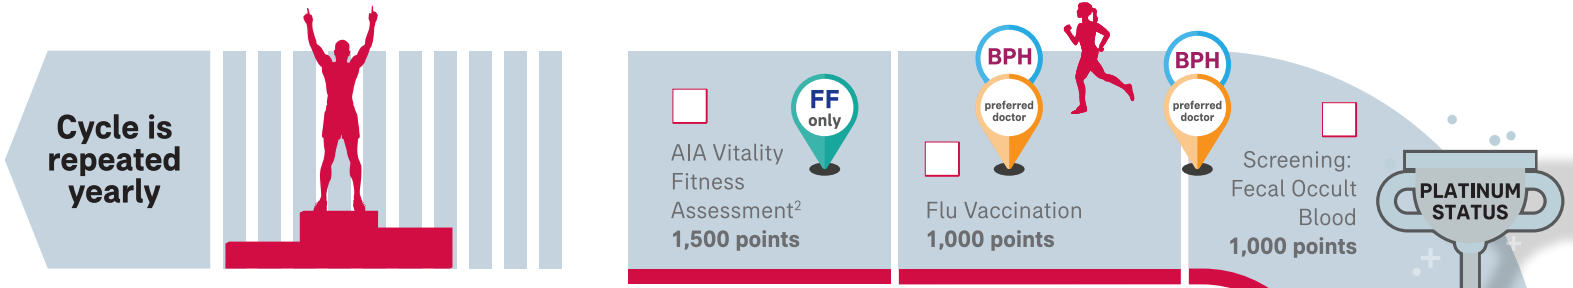 Cycle is
repeated
yearly
AIA Vitality
Fitness
Assessment2
1,500 points
FF
only
Flu Vaccination
1,000 points
BPH
preferred
doctor
BPH
preferred
doctor
Screening:
Fecal Occult
Blood
1,000 points
PLATINUM
STATUS